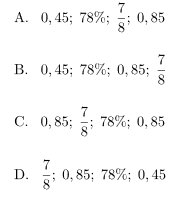 A. 0,45; 78%; 7/8; 0,85
B. 0,45; 78%; 0,85; 7/8
C. 0,85; 7/8; 78%; 0,85
D. 7/8; 0,85; 78%; 0,45